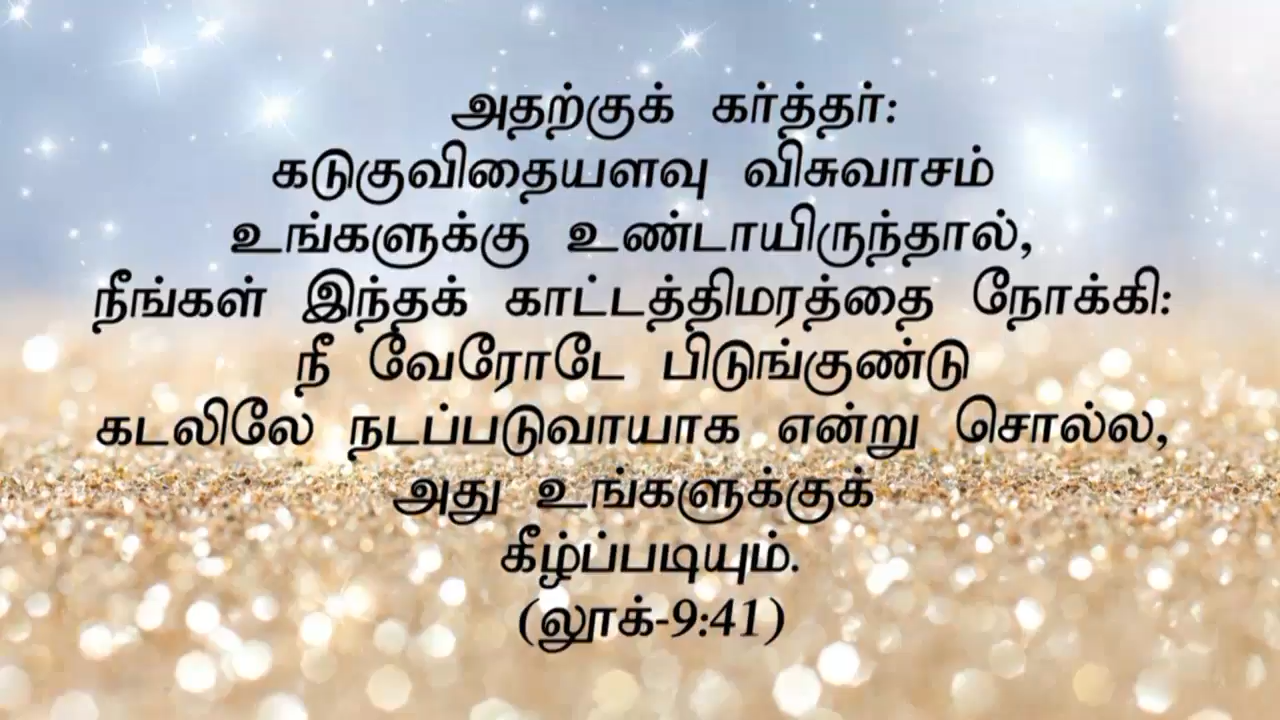 அதற்குக் கர்த்தர்:
கடுகுவிதையளவு விசுவாசம்
உங்களுக்கு உண்டாயிருந்தால்,
நீங்கள் இந்தக் காட்டத்திமரத்தை நோக்கி:
நீ வேரோடே பிடுங்குண்டு
கடலிலே நடப்படுவாயாக என்று சொல்ல,
அது உங்களுக்குக்
கீழ்ப்படியும்.
(லூக்-9:41)